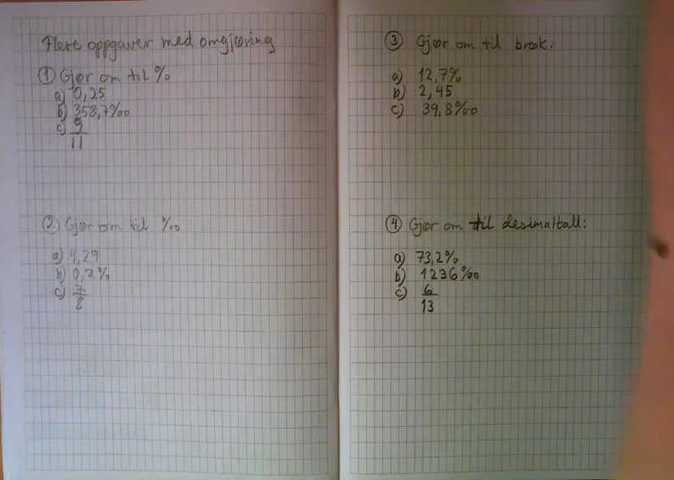 Flere oppgaver med omgjøring
① Gjør om til %
a) 0,25
b) 358,7‰
c) 9
11
② Gjør om til ‰
a) 4,29
b) 0,2%
c) 7
8
③ Gjør om til brøk:
a) 12,7%
b) 2,45
c) 39,8‰
④ Gjør om til desimaltall:
a) 73,2%
b) 1236‰
c) 6
13